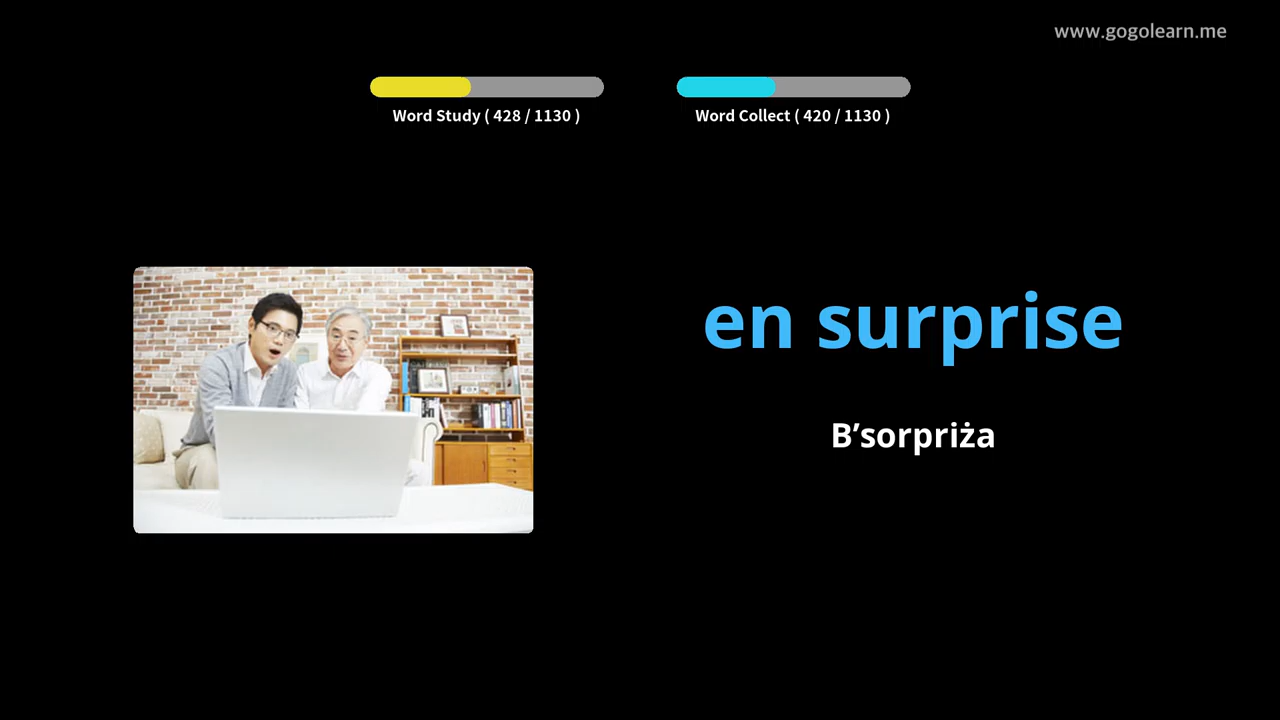 www.gogolearn.me
Word Study ( 428 / 1130 )
Word Collect ( 420 / 1130 )
en surprise
B’sorpriża